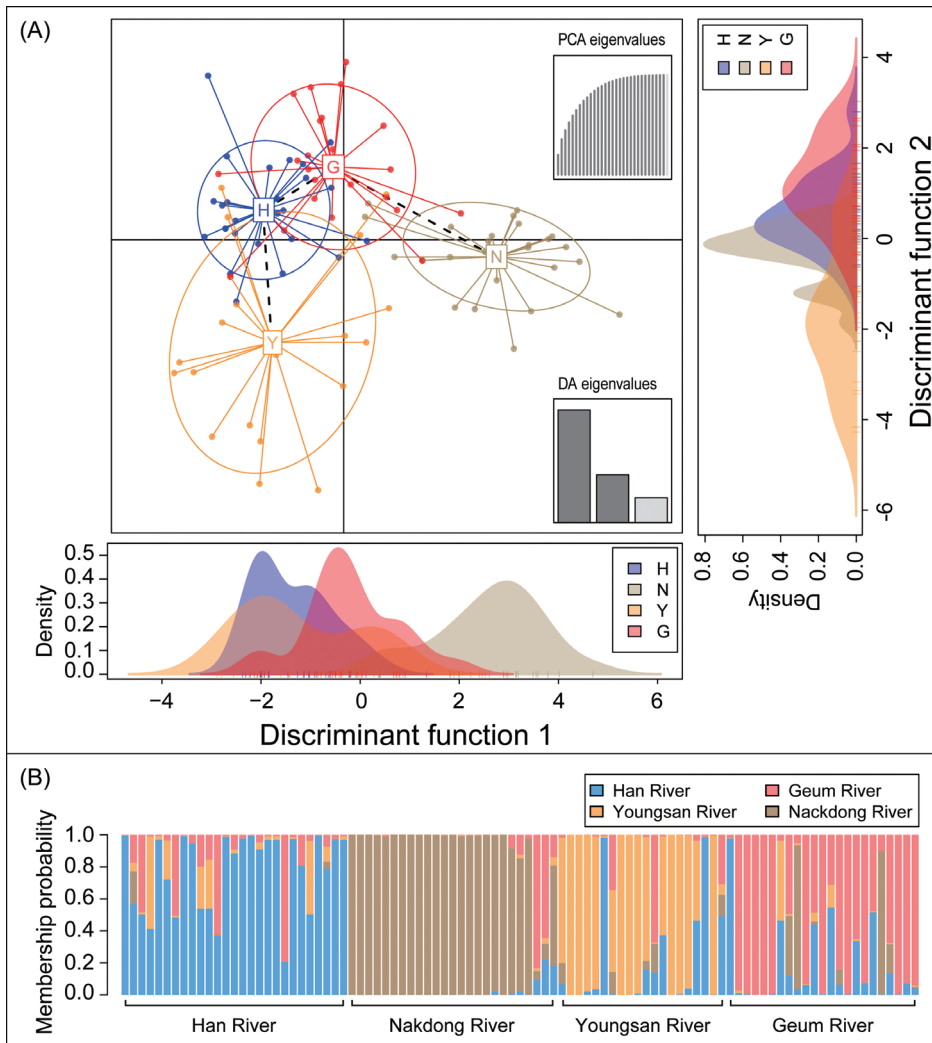 (A)
PCA eigenvalues
H
N
Y
G
G
H
N
Y
DA eigenvalues
4
2
0
-2
-4
-6
Discriminant function 2
0.8
0.6
0.4
0.2
0.0
Density
0.5
0.4
0.3
0.2
0.1
0.0
Density
H
N
Y
G
−4
−2
0
2
4
6
Discriminant function 1
(B)
Han River
Geum River
Youngsan River
Nackdong River
1.0
0.8
0.6
0.4
0.2
0.0
Membership probability
Han River
Nakdong River
Youngsan River
Geum River